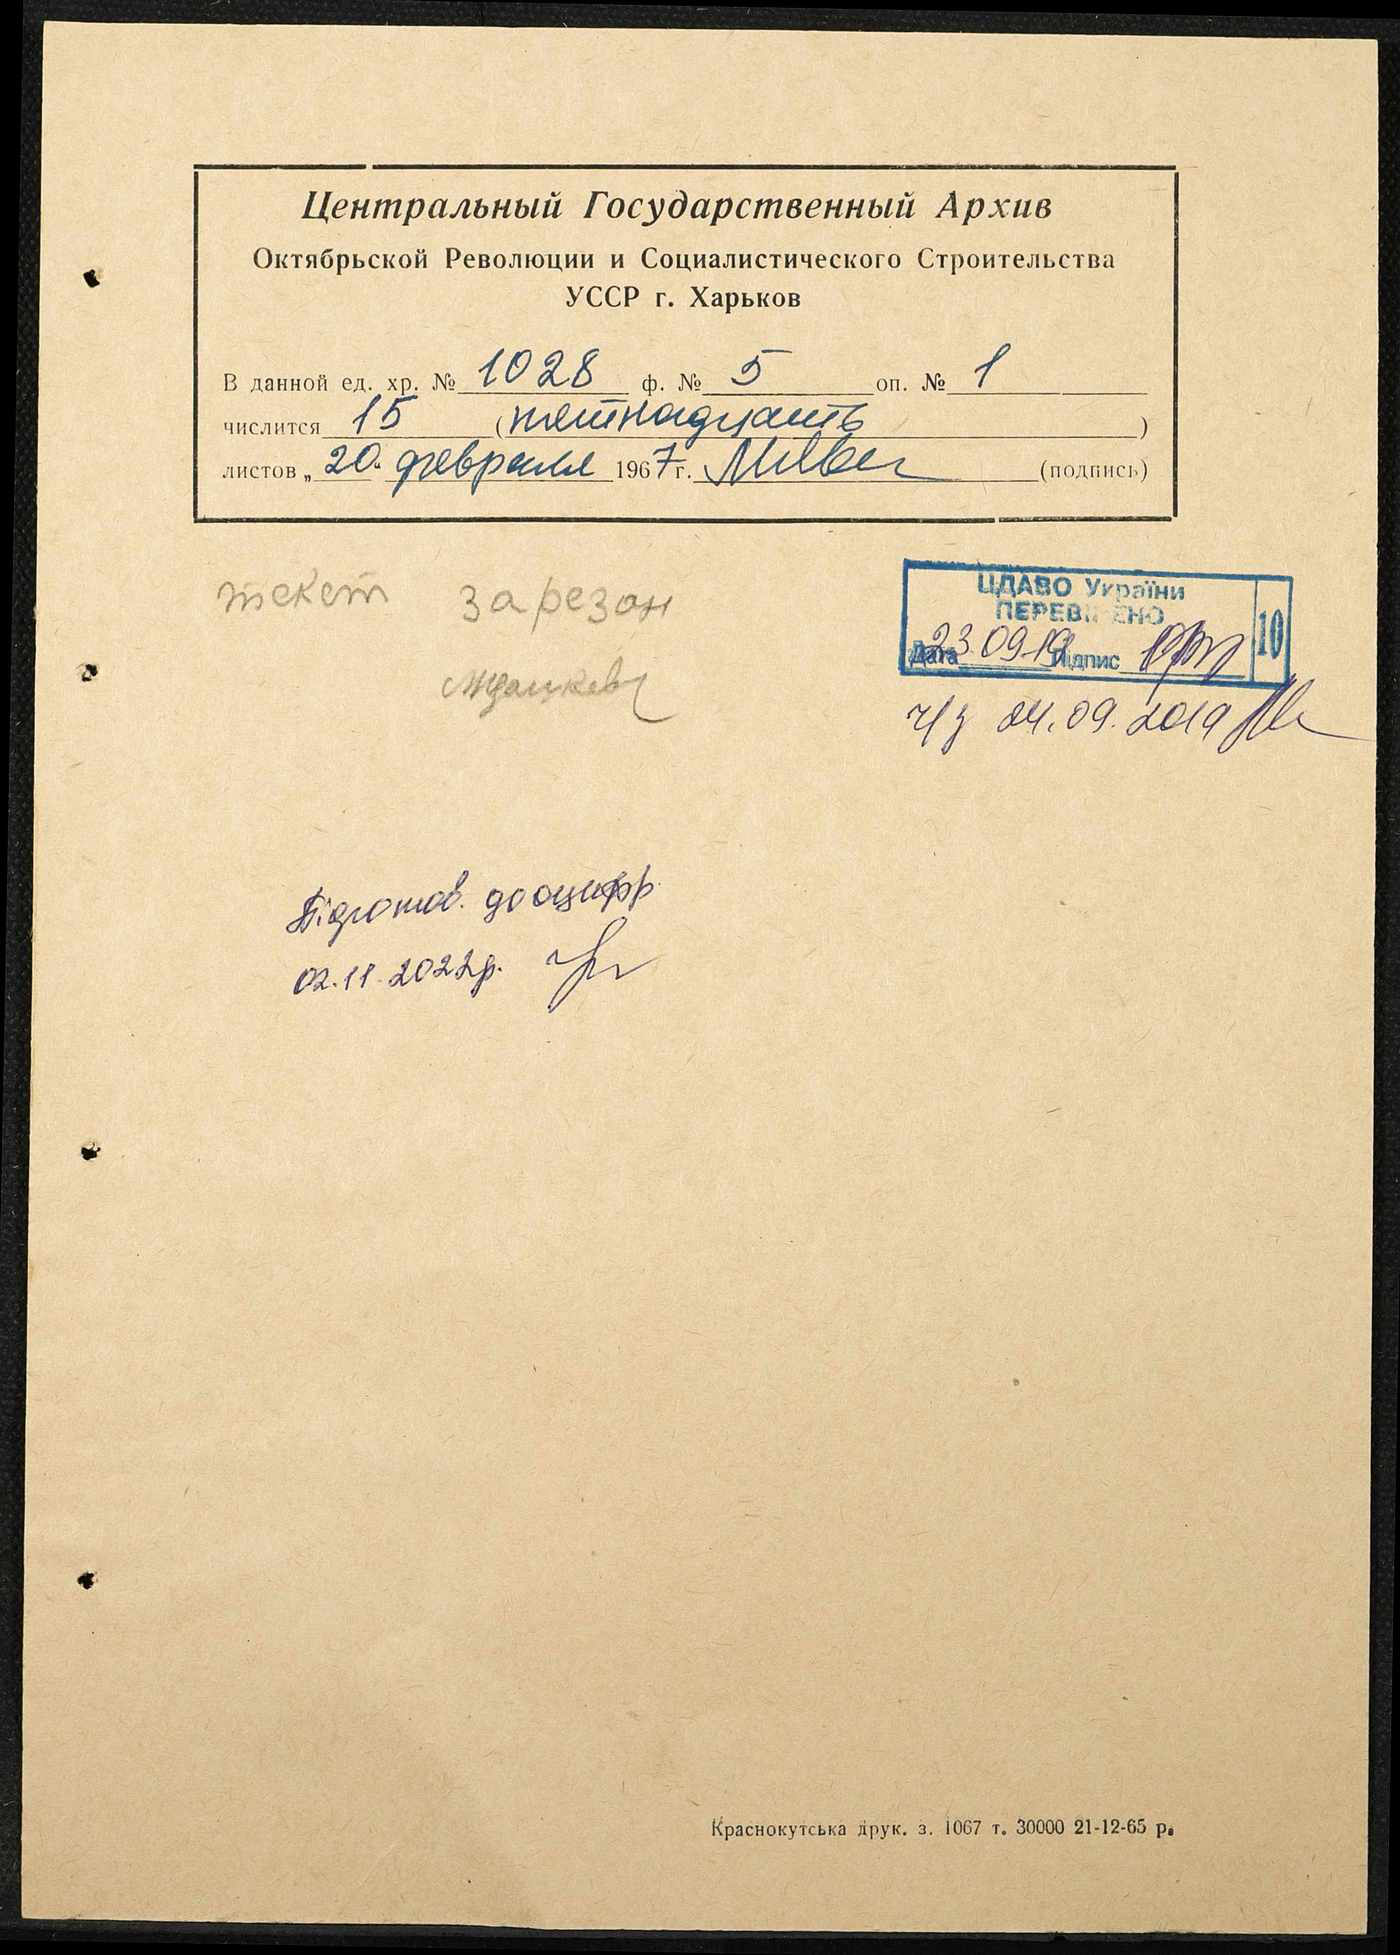 Центральный Государственный Архив
Октябрьской Революции и Социалистического Строительства
УССР г. Харьков
В данной ед. хр. № 1028 ф. № 5 оп. № 1
числится 15 (пятнадцать)
листов „ 20. февраля 1967 г. (подпись)
текст зарезан
ЦДАВО України
ПЕРЕВІРЕНО
Дата 23.09.19 Підпис
10
ч/з 24.09.2019
Підготов. до оцифр.
02.11.2022р.
Краснокутська друк. з. 1067 т. 30000 21-12-65 р.